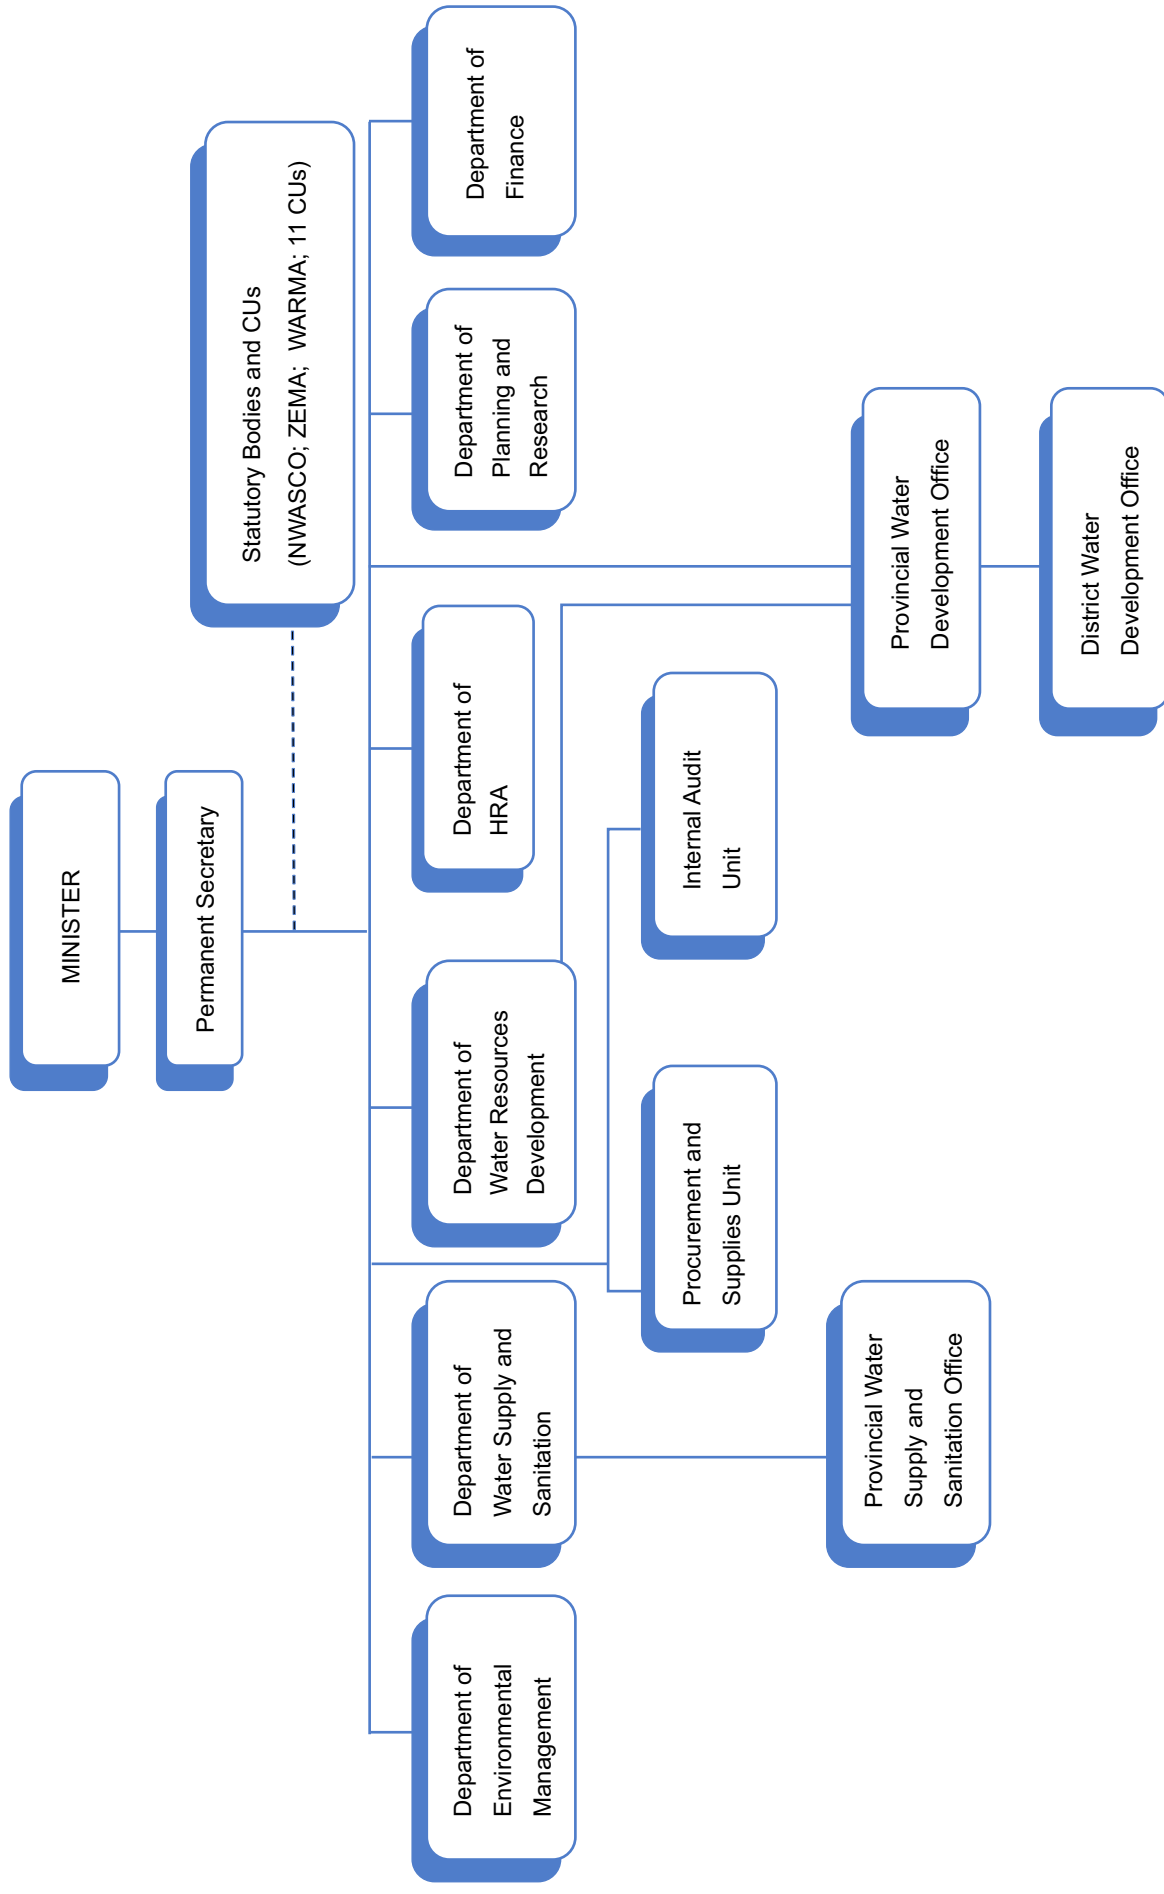 MINISTER
Permanent Secretary
Statutory Bodies and CUs
(NWASCO; ZEMA; WARMA; 11 CUs)
Department of
Environmental
Management
Department of
Water Supply and
Sanitation
Department of
Water Resources
Development
Department of
HRA
Department of
Planning and
Research
Department of
Finance
Procurement and
Supplies Unit
Internal Audit
Unit
Provincial Water
Supply and
Sanitation Office
Provincial Water
Development Office
District Water
Development Office